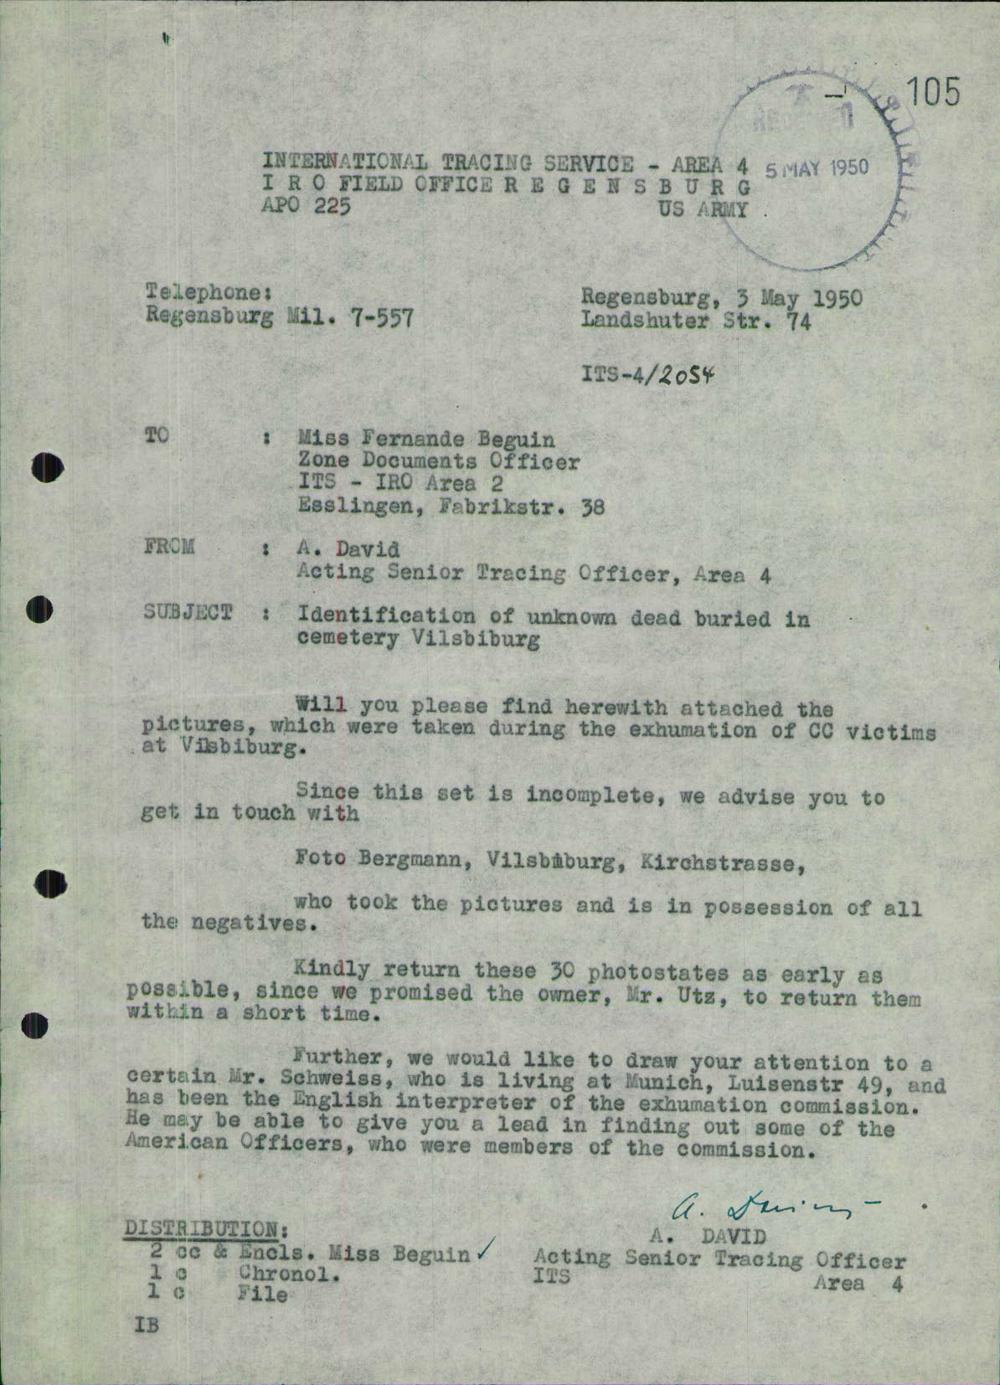 105
INTERNATIONAL TRACING SERVICE - AREA 4
5 MAY 1950
I R O FIELD OFFICE R E G E N S B U R G
APO 225 US ARMY
Telephone:
Regensburg Mil. 7-557
Regensburg, 3 May 1950
Landshuter Str. 74
ITS-4/2054
TO : Miss Fernande Beguin
Zone Documents Officer
ITS - IRO Area 2
Esslingen, Fabrikstr. 38
FROM : A. David
Acting Senior Tracing Officer, Area 4
SUBJECT : Identification of unknown dead buried in
cemetery Vilsbiburg
Will you please find herewith attached the
pictures, which were taken during the exhumation of CC victims
at Vilsbiburg.
Since this set is incomplete, we advise you to
get in touch with
Foto Bergmann, Vilsbiburg, Kirchstrasse,
who took the pictures and is in possession of all
the negatives.
Kindly return these 30 photostates as early as
possible, since we promised the owner, Mr. Utz, to return them
within a short time.
Further, we would like to draw your attention to a
certain Mr. Schweiss, who is living at Munich, Luisenstr 49, and
has been the English interpreter of the exhumation commission.
He may be able to give you a lead in finding out some of the
American Officers, who were members of the commission.
A. David
DISTRIBUTION:
2 cc & Encls. Miss Beguin ✓
1 c Chronol.
1 c File
A. DAVID
Acting Senior Tracing Officer
ITS Area 4
IB